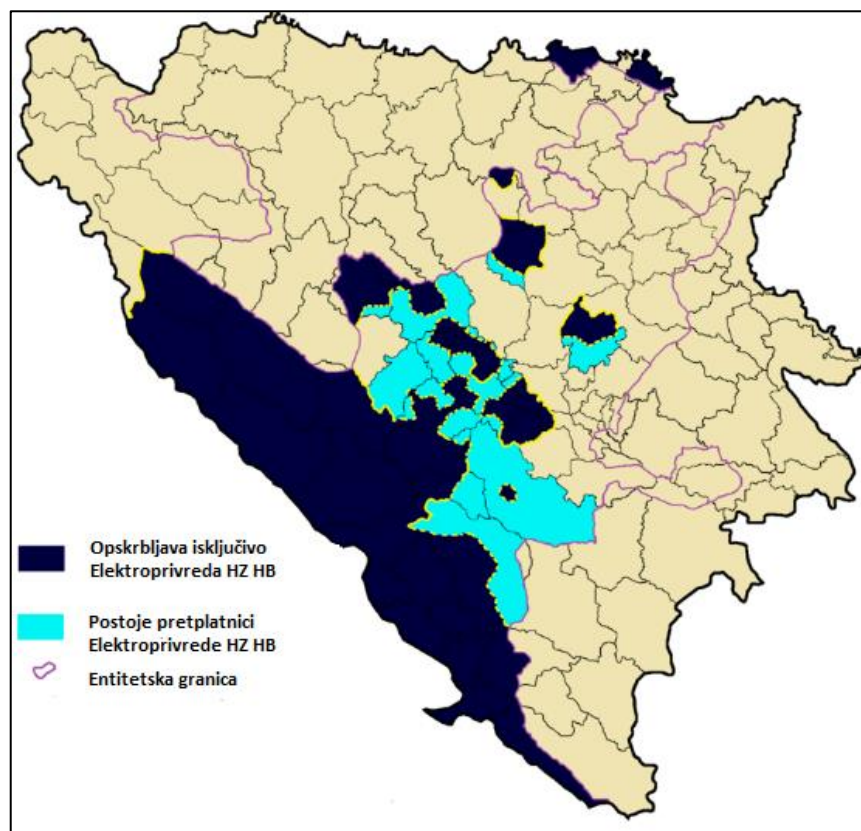 Opskrbljava isključivo
Elektroprivreda HZ HB
Postoje pretplatnici
Elektroprivrede HZ HB
Entitetska granica